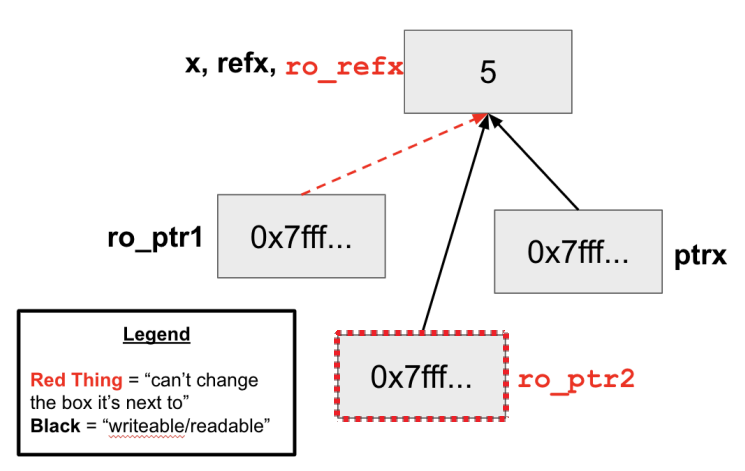 x, refx, ro_refx
5
ro_ptr1
0x7fff...
0x7fff...
ptrx
0x7fff...
ro_ptr2
Legend
Red Thing = “can’t change
the box it’s next to”
Black = “writeable/readable”